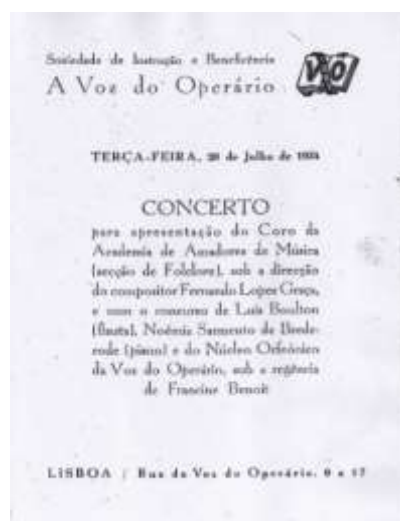 Sociedade de Instrução e Beneficência
A Voz do Operário
VO
TERÇA-FEIRA, 20 de Julho de 1954
CONCERTO
para apresentação do Coro da
Academia de Amadores de Música
(secção de Folclore), sob a direcção
do compositor Fernando Lopes Graça,
e com o concurso de Luís Boulton
(flauta), Noémia Sarmento de Brede-
rode (piano) e do Núcleo Orfeónico
da Voz do Operário, sob a regência
de Francine Benoit
LISBOA / Rua da Voz do Operário, 9 a 17